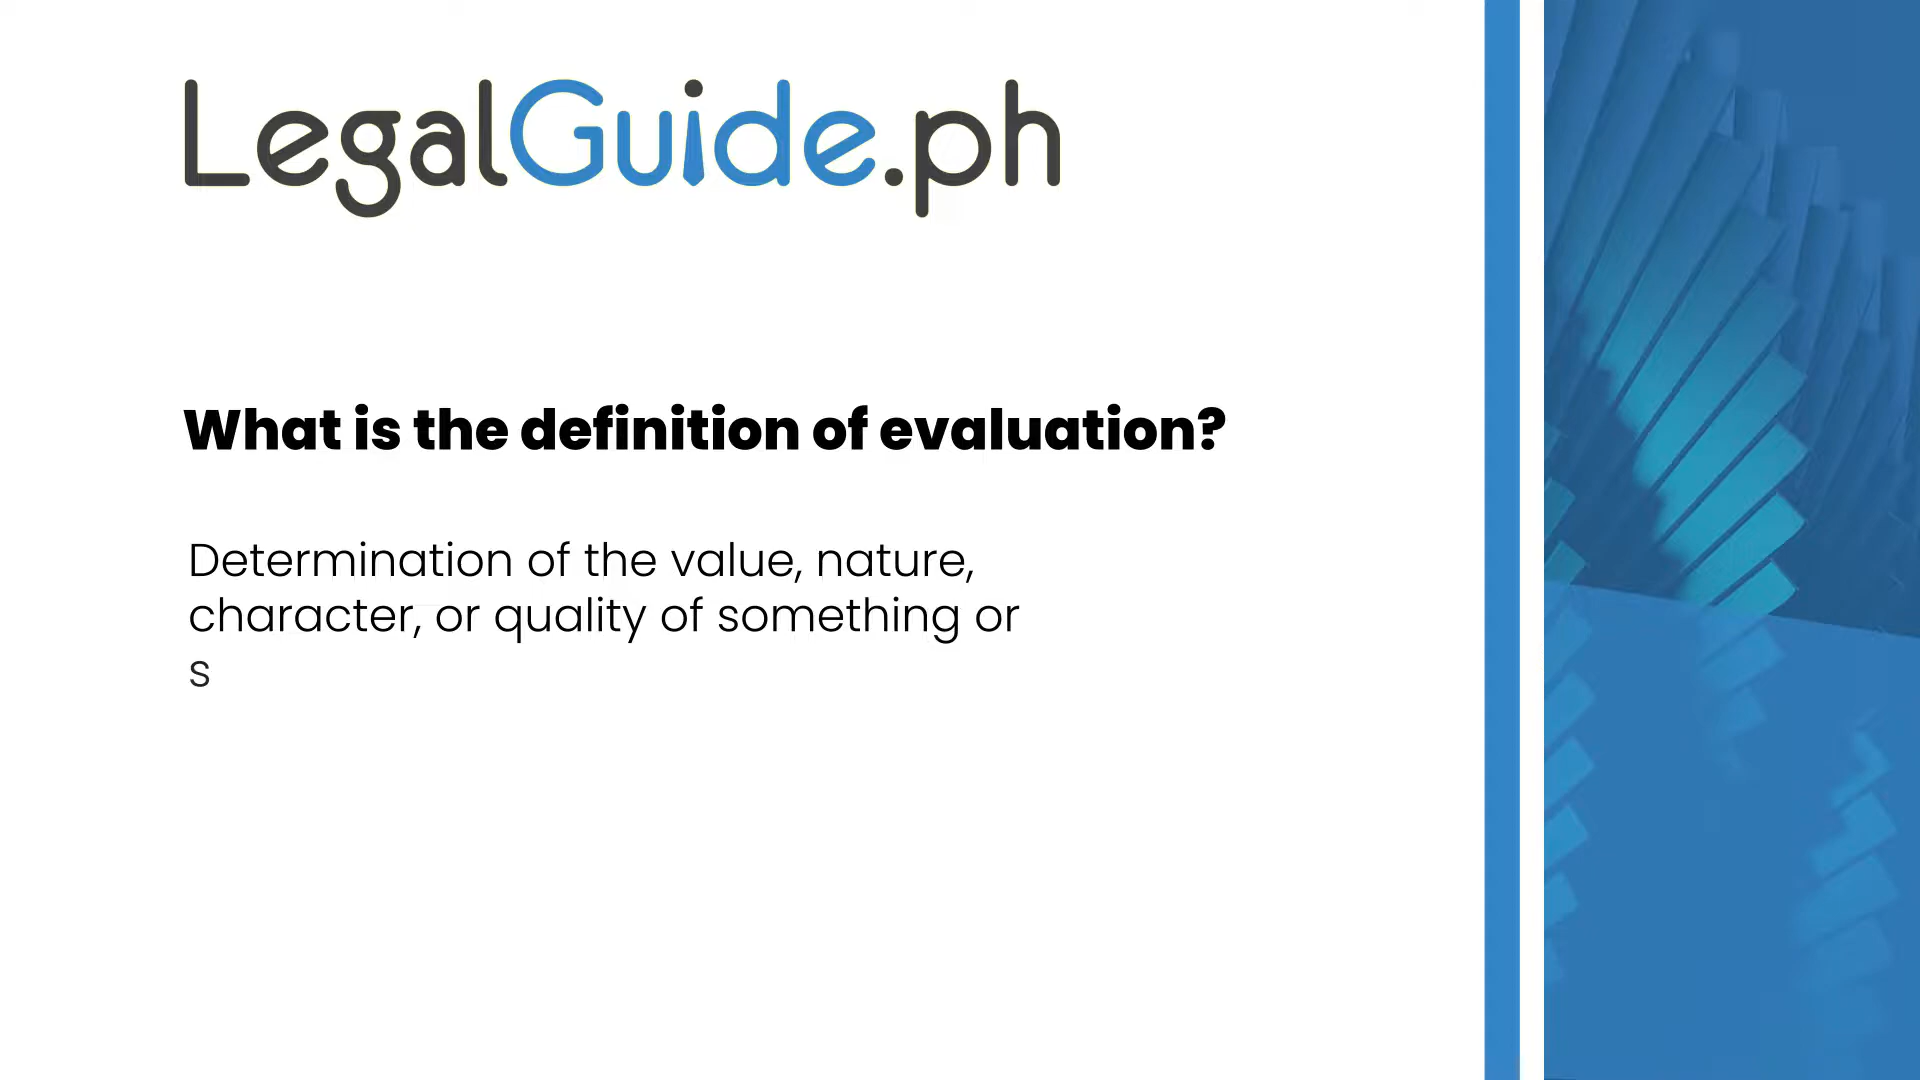 LegalGuide.ph
What is the definition of evaluation?
Determination of the value, nature,
character, or quality of something or
s